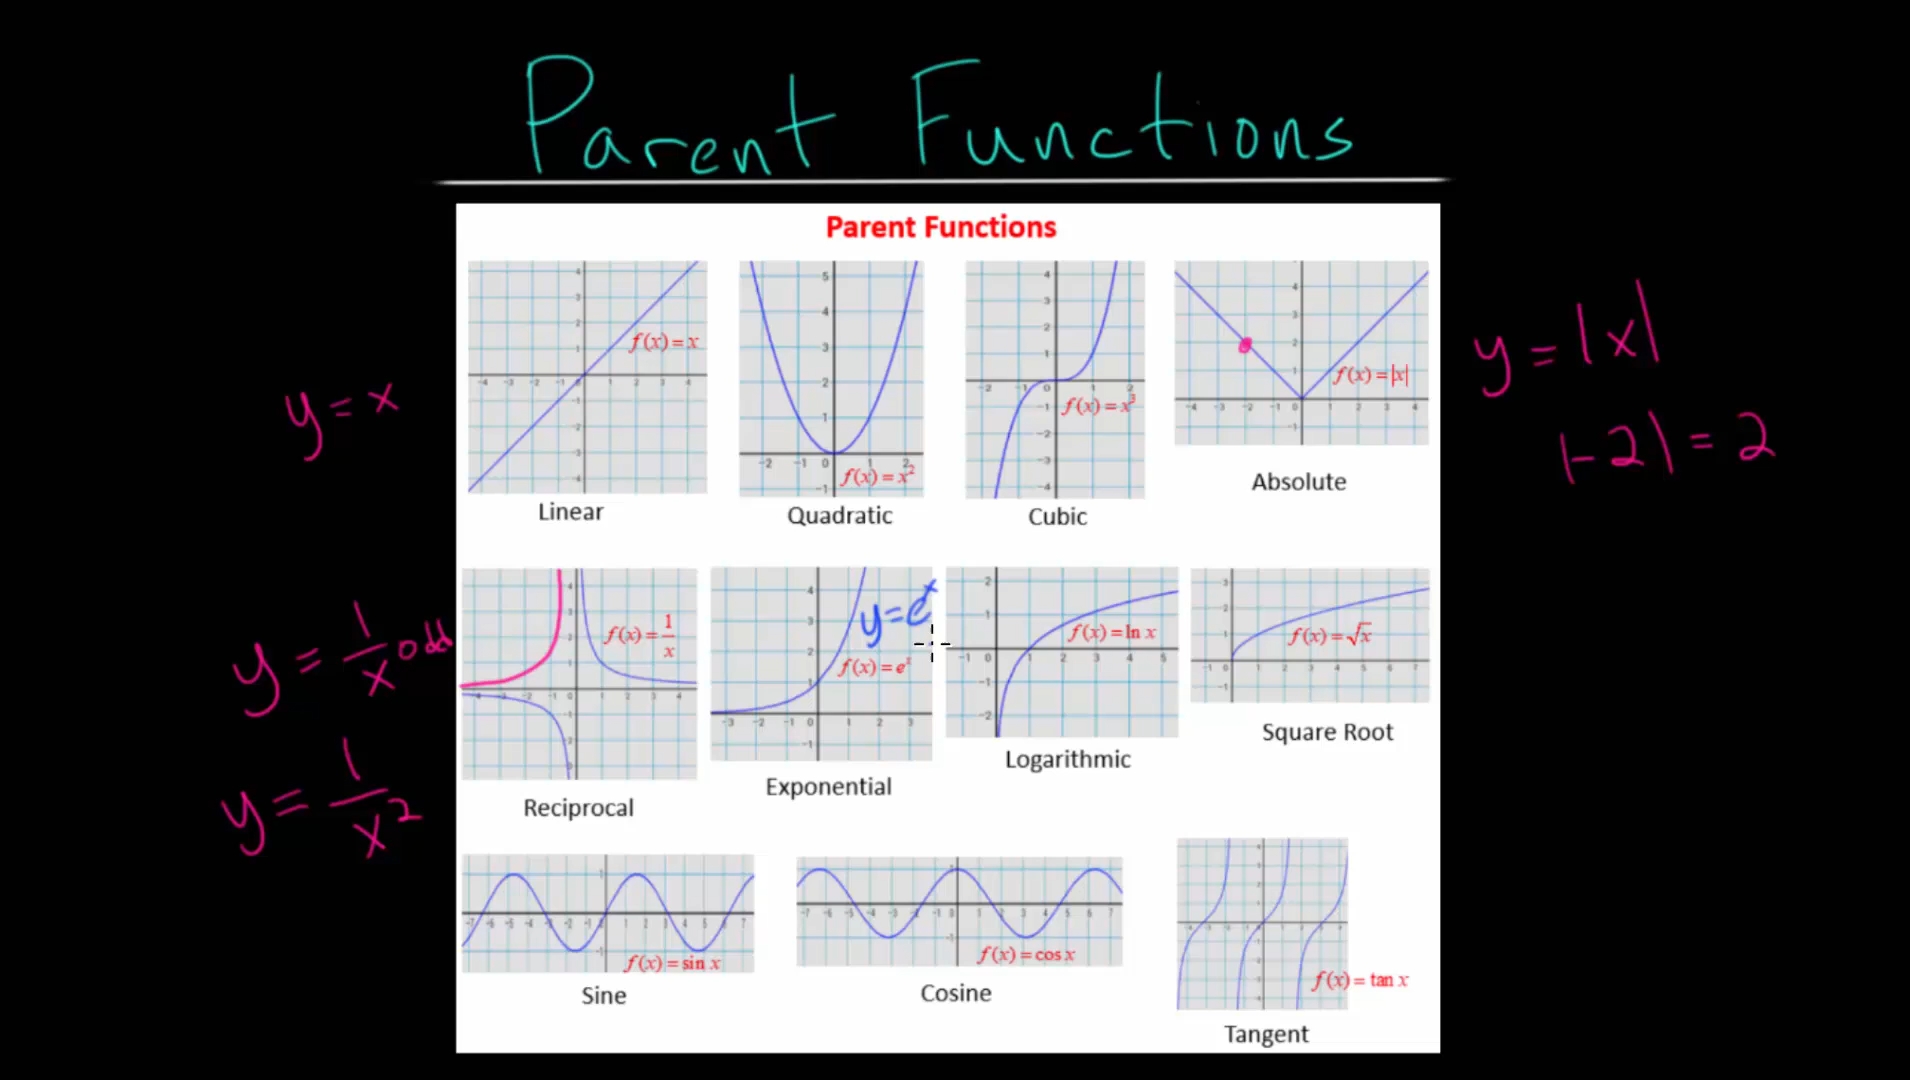 Parent Functions
Parent Functions
f(x) = x
f(x) = x²
f(x) = x³
f(x) = |x|
y = x
y = |x|
|-2| = 2
Linear
Quadratic
Cubic
Absolute
y = 1/x odd
y = 1/x²
f(x) = 1/x
y = eˣ
f(x) = eˣ
f(x) = ln x
f(x) = √x
Reciprocal
Exponential
Logarithmic
Square Root
f(x) = sin x
f(x) = cos x
f(x) = tan x
Sine
Cosine
Tangent